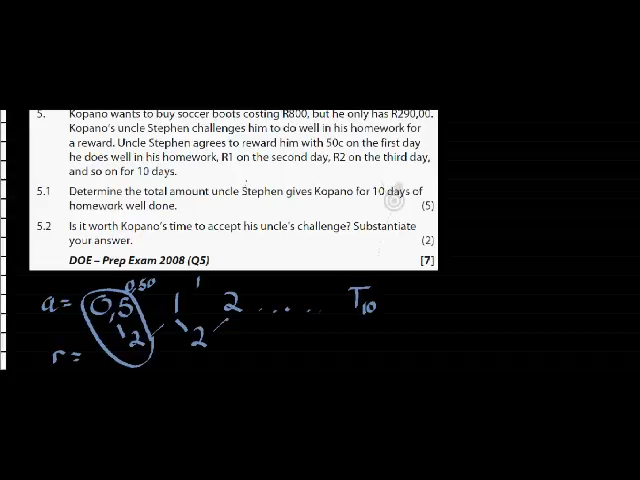 5. Kopano wants to buy soccer boots costing R800, but he only has R290,00.
Kopano's uncle Stephen challenges him to do well in his homework for
a reward. Uncle Stephen agrees to reward him with 50c on the first day
he does well in his homework, R1 on the second day, R2 on the third day,
and so on for 10 days.
5.1 Determine the total amount uncle Stephen gives Kopano for 10 days of
homework well done. (5)
5.2 Is it worth Kopano's time to accept his uncle's challenge? Substantiate
your answer. (2)
DOE – Prep Exam 2008 (Q5) [7]
0,50
a = 0,5 1 2 ..... T10
2 2
r =